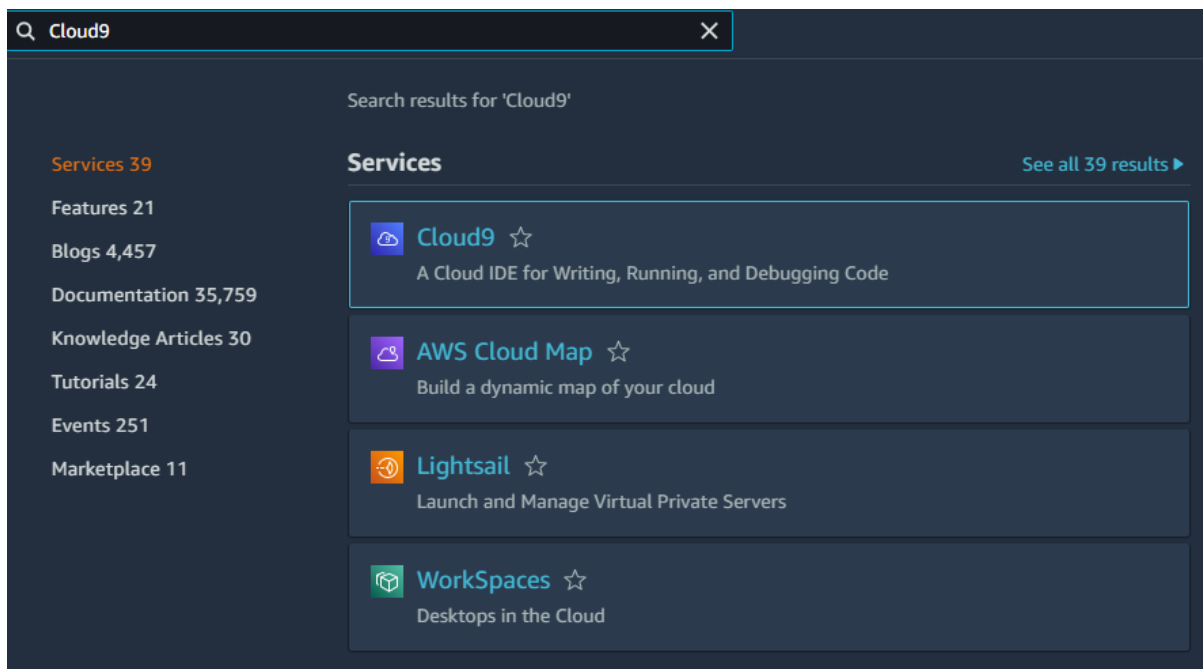 Cloud9
Search results for 'Cloud9'
Services 39
Features 21
Blogs 4,457
Documentation 35,759
Knowledge Articles 30
Tutorials 24
Events 251
Marketplace 11
Services
See all 39 results
Cloud9
A Cloud IDE for Writing, Running, and Debugging Code
AWS Cloud Map
Build a dynamic map of your cloud
Lightsail
Launch and Manage Virtual Private Servers
WorkSpaces
Desktops in the Cloud